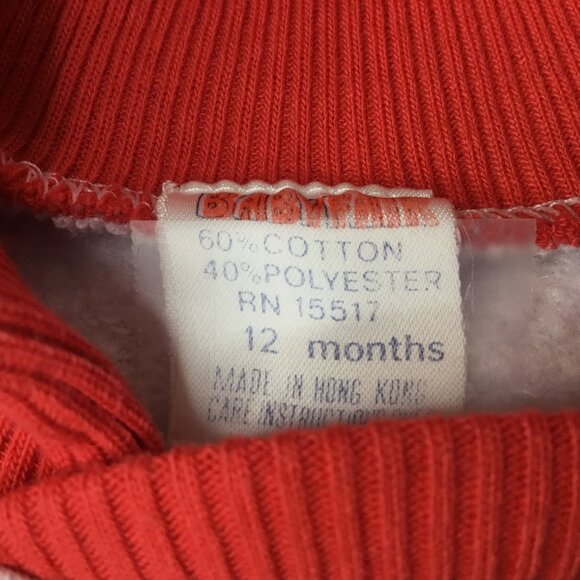 60% COTTON
40% POLYESTER
RN 15517
12 months
MADE IN HONG KONG
CARE INSTRUCTIONS